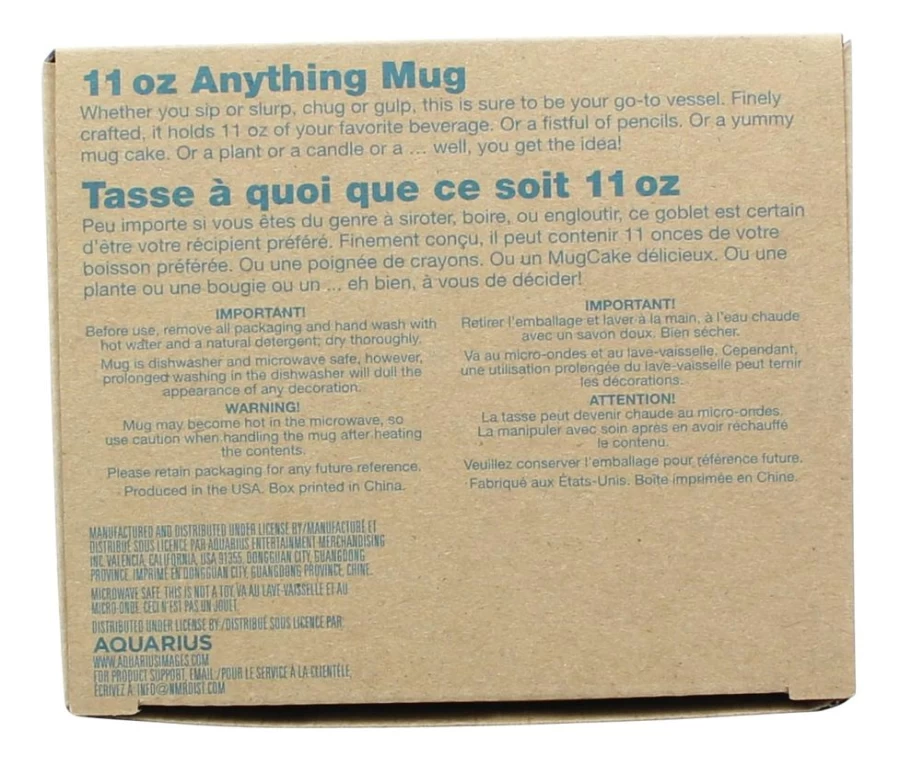 11 oz Anything Mug
Whether you sip or slurp, chug or gulp, this is sure to be your go-to vessel. Finely
crafted, it holds 11 oz of your favorite beverage. Or a fistful of pencils. Or a yummy
mug cake. Or a plant or a candle or a ... well, you get the idea!
Tasse à quoi que ce soit 11 oz
Peu importe si vous êtes du genre à siroter, boire, ou engloutir, ce goblet est certain
d'être votre récipient préféré. Finement conçu, il peut contenir 11 onces de votre
boisson préférée. Ou une poignée de crayons. Ou un MugCake délicieux. Ou une
plante ou une bougie ou un ... eh bien, à vous de décider!
IMPORTANT!
Before use, remove all packaging and hand wash with
hot water and a natural detergent; dry thoroughly.
Mug is dishwasher and microwave safe, however,
prolonged washing in the dishwasher will dull the
appearance of any decoration.
WARNING!
Mug may become hot in the microwave, so
use caution when handling the mug after heating
the contents.
Please retain packaging for any future reference.
Produced in the USA. Box printed in China.
IMPORTANT!
Retirer l'emballage et laver à la main, à l'eau chaude
avec un savon doux. Bien sécher.
Va au micro-ondes et au lave-vaisselle. Cependant,
une utilisation prolongée du lave-vaisselle peut ternir
les décorations.
ATTENTION!
La tasse peut devenir chaude au micro-ondes.
La manipuler avec soin après en avoir réchauffé
le contenu.
Veuillez conserver l'emballage pour référence future.
Fabriqué aux États-Unis. Boîte imprimée en Chine.
MANUFACTURED AND DISTRIBUTED UNDER LICENSE BY/MANUFACTURÉ ET
DISTRIBUÉ SOUS LICENCE PAR AQUARIUS ENTERTAINMENT MERCHANDISING
INC. VALENCIA, CALIFORNIA, USA 91355. DONGGUAN CITY, GUANGDONG
PROVINCE. IMPRIMÉ EN DONGGUAN CITY, GUANGDONG PROVINCE, CHINE.
MICROWAVE SAFE. THIS IS NOT A TOY. VA AU LAVE-VAISSELLE ET AU
MICRO-ONDE. CECI N'EST PAS UN JOUET.
DISTRIBUTED UNDER LICENSE BY:/DISTRIBUÉ SOUS LICENCE PAR:
AQUARIUS
WWW.AQUARIUSIMAGES.COM
FOR PRODUCT SUPPORT, EMAIL:/POUR LE SERVICE À LA CLIENTÈLE,
ÉCRIVEZ À: INFO@NMRDIST.COM